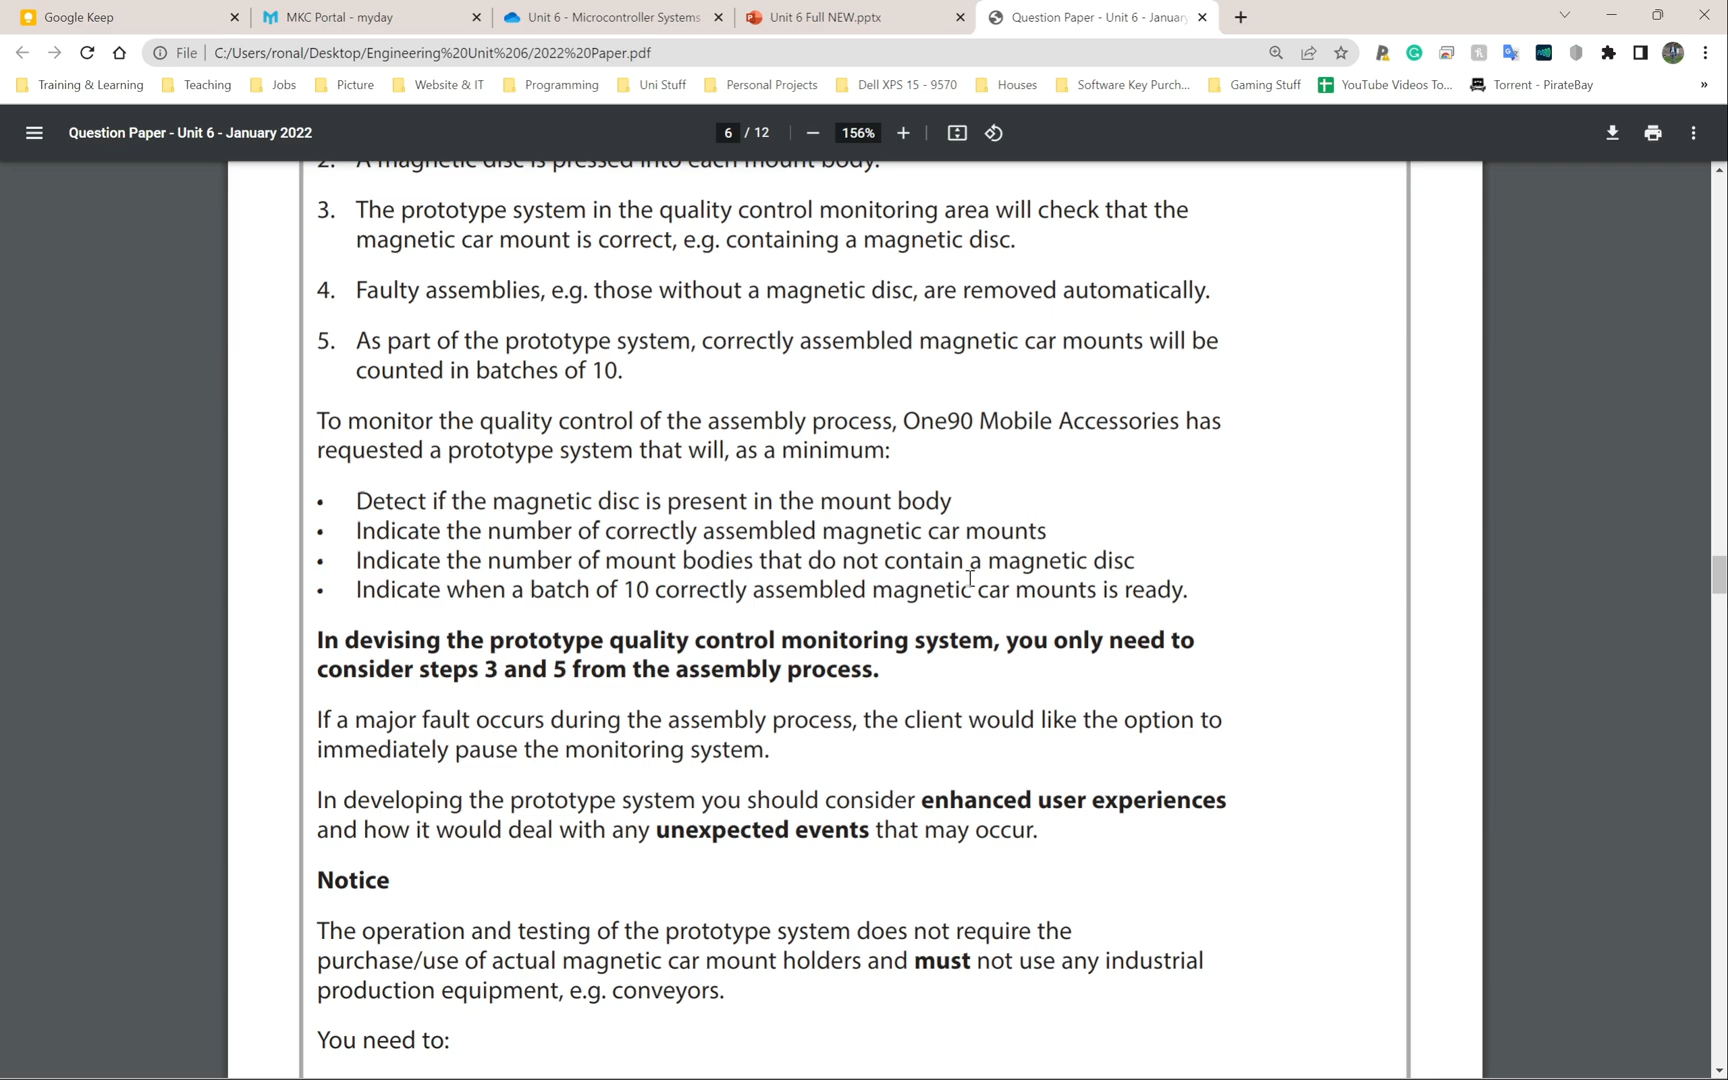 Google Keep
MKC Portal - myday
Unit 6 - Microcontroller Systems
Unit 6 Full NEW.pptx
Question Paper - Unit 6 - January
File
C:/Users/ronal/Desktop/Engineering%20Unit%206/2022%20Paper.pdf
Training & Learning
Teaching
Jobs
Picture
Website & IT
Programming
Uni Stuff
Personal Projects
Dell XPS 15 - 9570
Houses
Software Key Purch...
Gaming Stuff
YouTube Videos To...
Torrent - PirateBay
»
Question Paper - Unit 6 - January 2022
6 / 12
156%
2. A magnetic disc is pressed into each mount body.
3. The prototype system in the quality control monitoring area will check that the
magnetic car mount is correct, e.g. containing a magnetic disc.
4. Faulty assemblies, e.g. those without a magnetic disc, are removed automatically.
5. As part of the prototype system, correctly assembled magnetic car mounts will be
counted in batches of 10.
To monitor the quality control of the assembly process, One90 Mobile Accessories has
requested a prototype system that will, as a minimum:
• Detect if the magnetic disc is present in the mount body
• Indicate the number of correctly assembled magnetic car mounts
• Indicate the number of mount bodies that do not contain a magnetic disc
• Indicate when a batch of 10 correctly assembled magnetic car mounts is ready.
In devising the prototype quality control monitoring system, you only need to
consider steps 3 and 5 from the assembly process.
If a major fault occurs during the assembly process, the client would like the option to
immediately pause the monitoring system.
In developing the prototype system you should consider enhanced user experiences
and how it would deal with any unexpected events that may occur.
Notice
The operation and testing of the prototype system does not require the
purchase/use of actual magnetic car mount holders and must not use any industrial
production equipment, e.g. conveyors.
You need to: